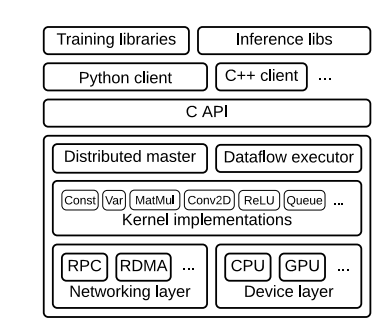 Training libraries Inference libs
Python client C++ client ...
C API
Distributed master Dataflow executor
Const Var MatMul Conv2D ReLU Queue ...
Kernel implementations
RPC RDMA ... CPU GPU ...
Networking layer Device layer